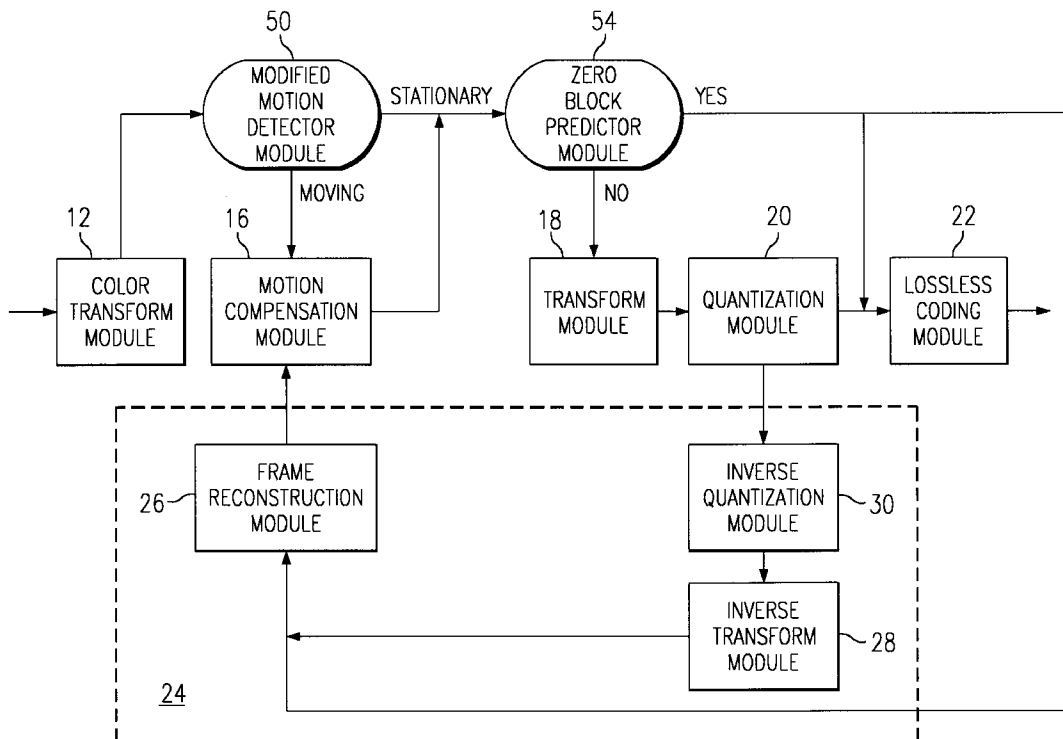 50
MODIFIED
MOTION
DETECTOR
MODULE
STATIONARY
54
ZERO
BLOCK
PREDICTOR
MODULE
YES
MOVING
NO
12
COLOR
TRANSFORM
MODULE
16
MOTION
COMPENSATION
MODULE
18
TRANSFORM
MODULE
20
QUANTIZATION
MODULE
22
LOSSLESS
CODING
MODULE
26
FRAME
RECONSTRUCTION
MODULE
INVERSE
QUANTIZATION
MODULE
30
INVERSE
TRANSFORM
MODULE
28
24